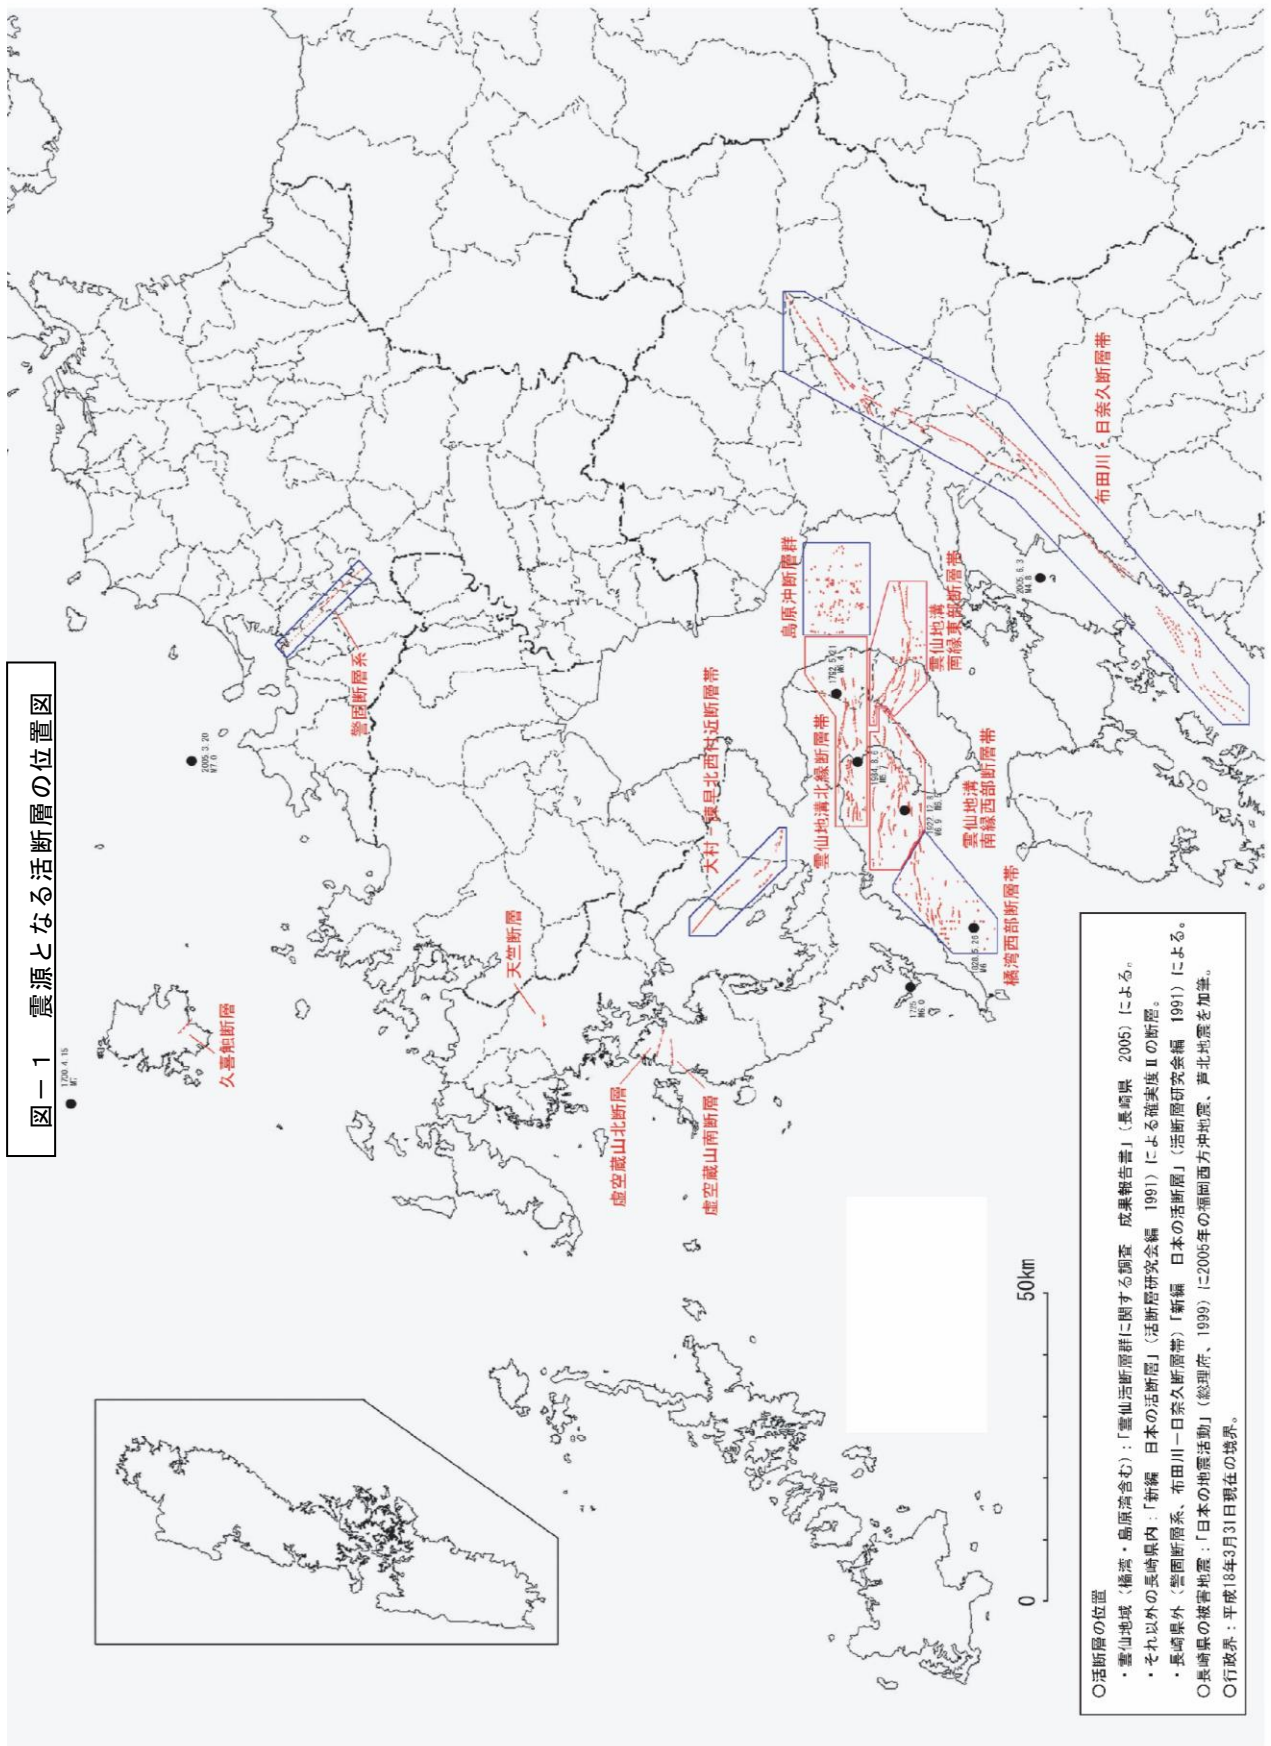 図－１　震源となる活断層の位置図
1700.4.15
M7
2005.3.20
M7.0
久喜触断層
警固断層系
天竺断層
虚空蔵山北断層
虚空蔵山南断層
大村－諫早北西付近断層帯
島原沖断層群
雲仙地溝北縁断層帯
雲仙地溝
南縁東部断層帯
雲仙地溝
南縁西部断層帯
橘湾西部断層帯
布田川・日奈久断層帯
2005.6.3
M4.8
0
50km
○活断層の位置
・雲仙地域（橘湾・島原湾含む）：「雲仙活断層群に関する調査　成果報告書」（長崎県　2005）による。
・それ以外の長崎県内：「新編　日本の活断層」（活断層研究会編　1991）による確実度Ⅱの断層。
・長崎県外（警固断層系、布田川－日奈久断層帯）「新編　日本の活断層」（活断層研究会編　1991）による。
○長崎県の被害地震：「日本の地震活動」（総理府、1999）に2005年の福岡西方沖地震、芦北地震を加筆。
○行政界：平成18年3月31日現在の境界。